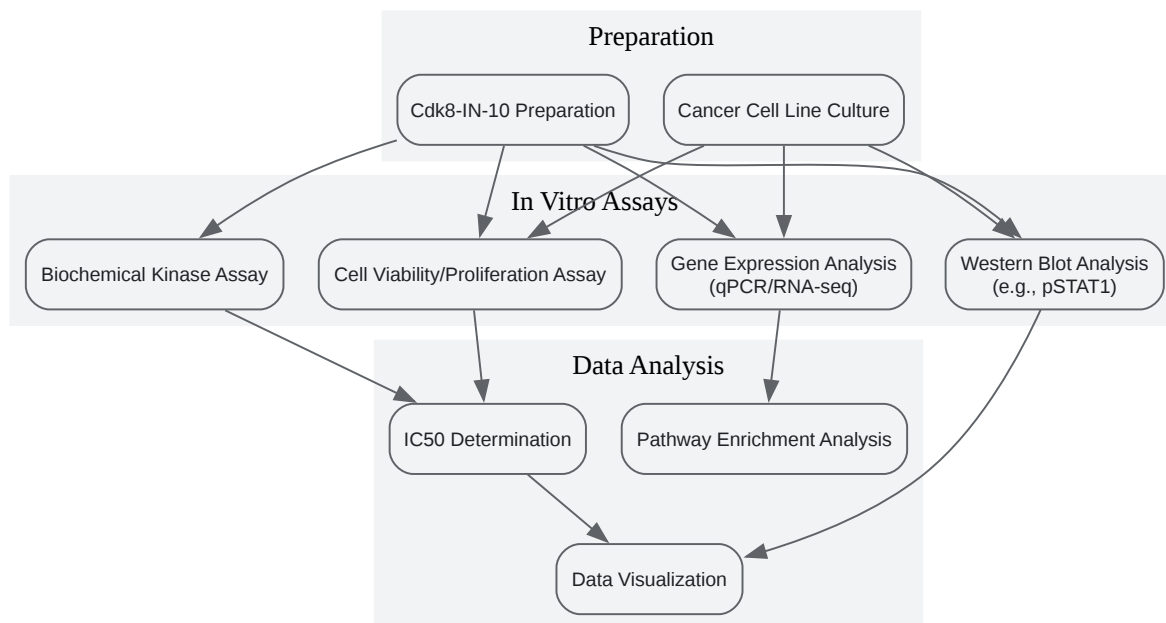 Preparation
Cdk8-IN-10 Preparation
Cancer Cell Line Culture
In Vitro Assays
Biochemical Kinase Assay
Cell Viability/Proliferation Assay
Gene Expression Analysis
(qPCR/RNA-seq)
Western Blot Analysis
(e.g., pSTAT1)
Data Analysis
IC50 Determination
Pathway Enrichment Analysis
Data Visualization